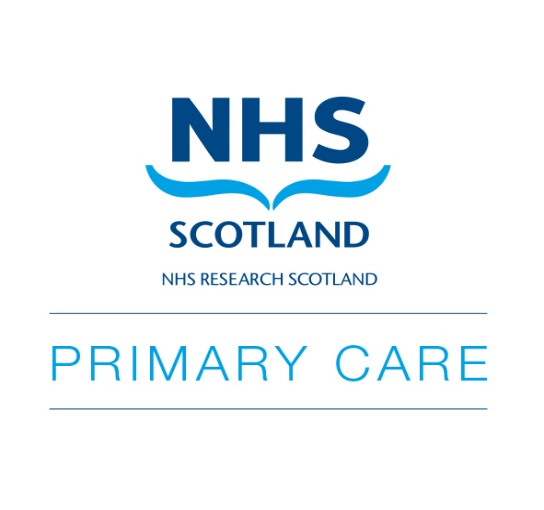 NHS
SCOTLAND
NHS RESEARCH SCOTLAND
PRIMARY CARE